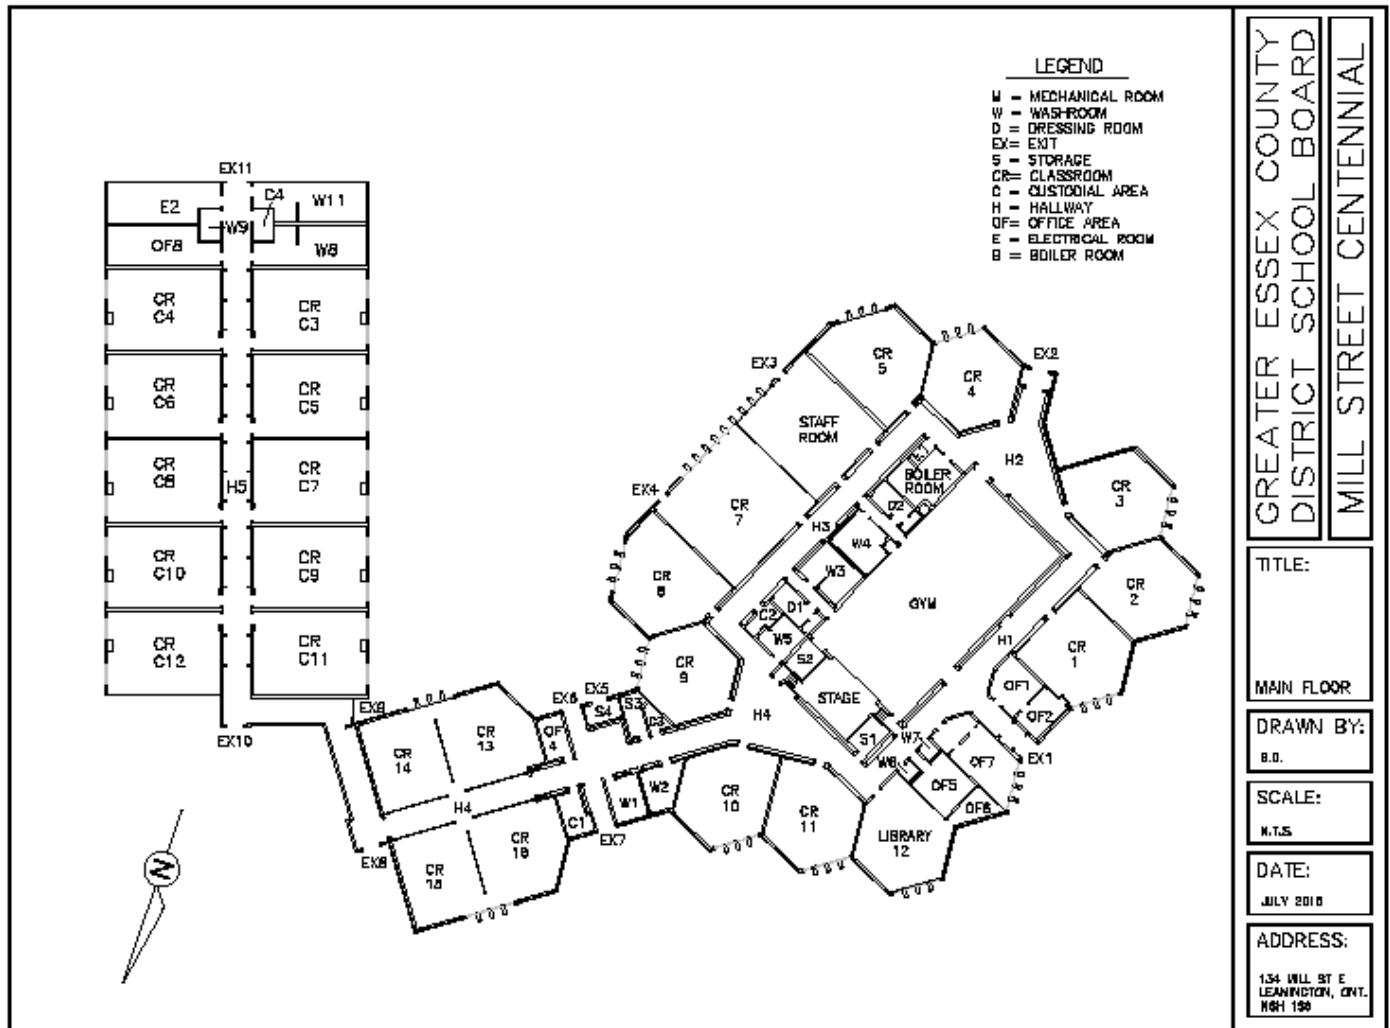 LEGEND
M = MECHANICAL ROOM
W = WASHROOM
D = DRESSING ROOM
EX= EXIT
S = STORAGE
CR= CLASSROOM
C = CUSTODIAL AREA
H = HALLWAY
OF= OFFICE AREA
E = ELECTRICAL ROOM
B = BOILER ROOM
EX11
E2
C4
W11
W9
OF8
W8
CR
C4
CR
C3
CR
C6
CR
C5
CR
C8
H5
CR
C7
CR
C10
CR
C9
CR
C12
CR
C11
EX10
EX9
EX8
CR
14
CR
13
H4
CR
15
CR
16
OF
4
EX6
EX5
S4
S3
C3
C1
EX7
W1
W2
CR
10
CR
11
LIBRARY
12
H4
CR
9
CR
8
EX4
CR
7
EX3
STAFF
ROOM
CR
5
CR
4
EX2
H2
BOILER
ROOM
D2
H3
W4
W3
C2
D1
W5
S2
STAGE
S1
GYM
CR
3
CR
2
H1
CR
1
OF1
OF2
EX1
W7
W6
OF7
OF5
OF6
N
GREATER ESSEX COUNTY
DISTRICT SCHOOL BOARD
MILL STREET CENTENNIAL
TITLE:
MAIN FLOOR
DRAWN BY:
B.D.
SCALE:
N.T.S.
DATE:
JULY 2016
ADDRESS:
134 MILL ST E
LEAMINGTON, ONT.